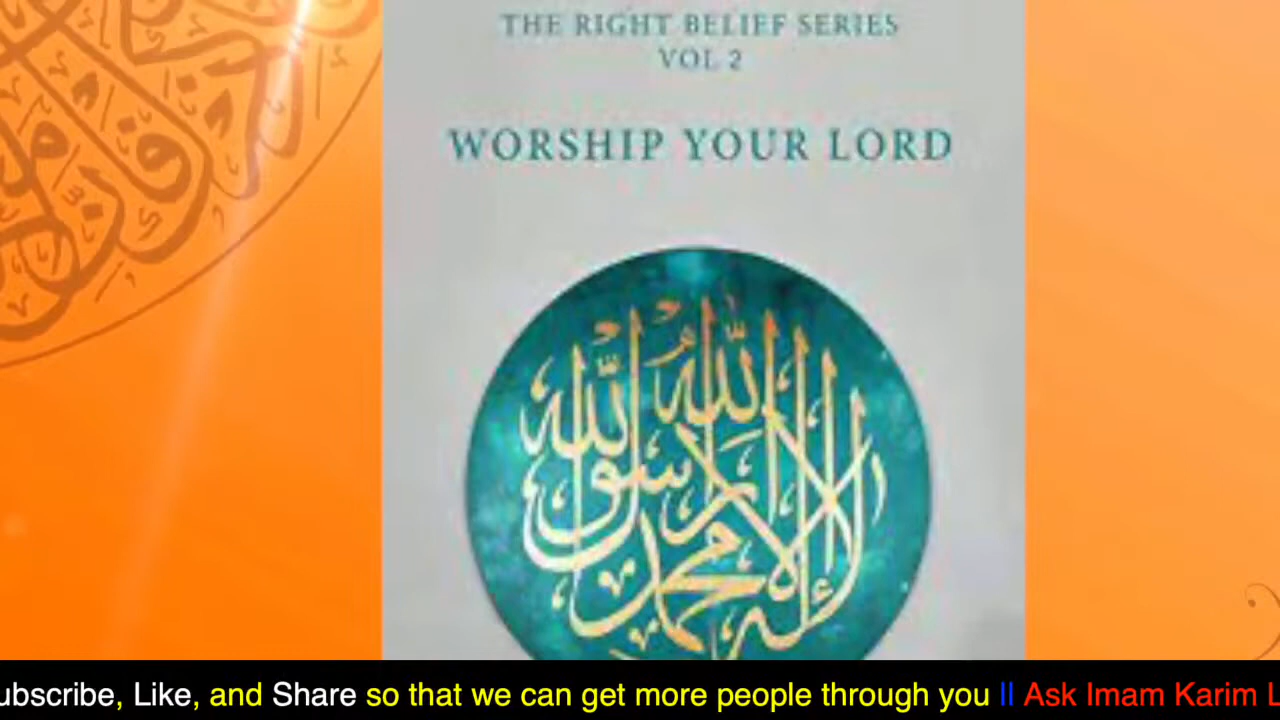 THE RIGHT BELIEF SERIES
VOL 2
WORSHIP YOUR LORD
لا إله إلا الله محمد رسول الله
ubscribe, Like, and Share so that we can get more people through you ll Ask Imam Karim L